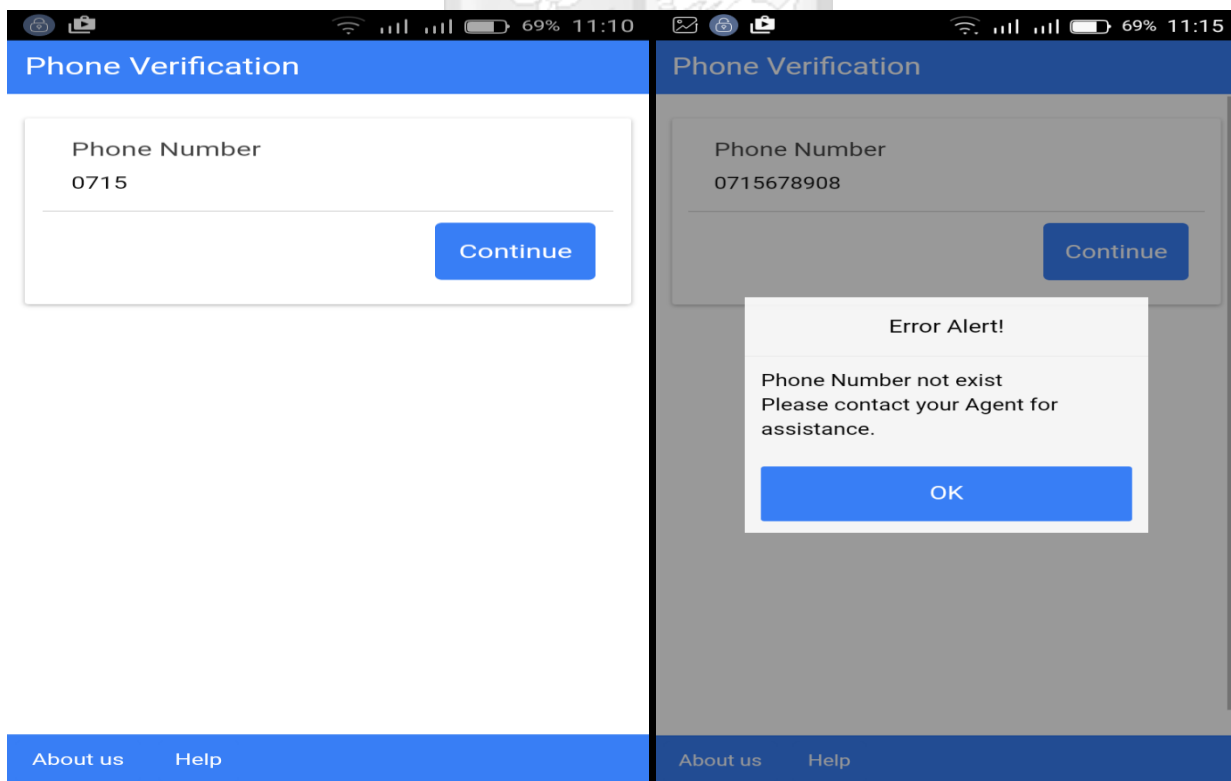 69% 11:10
Phone Verification
Phone Number
0715
Continue
About us Help
69% 11:15
Phone Verification
Phone Number
0715678908
Continue
Error Alert!
Phone Number not exist
Please contact your Agent for
assistance.
OK
About us Help